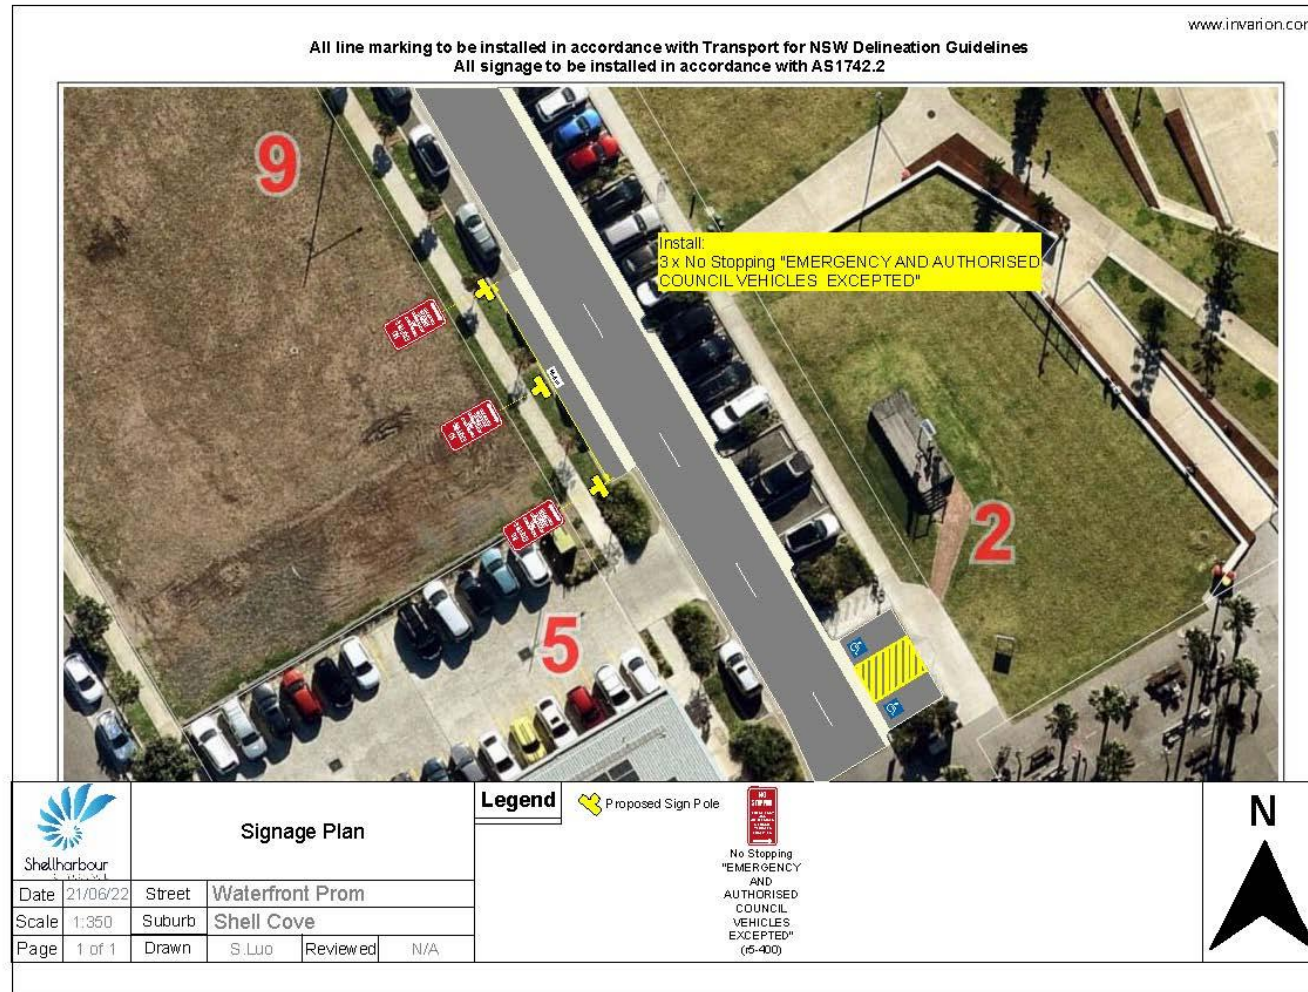 www.invarion.com
All line marking to be installed in accordance with Transport for NSW Delineation Guidelines
All signage to be installed in accordance with AS1742.2
9
Install:
3 x No Stopping "EMERGENCY AND AUTHORISED
COUNCIL VEHICLES EXCEPTED"
2
5
Shellharbour
Signage Plan
Date 21/06/22 Street Waterfront Prom
Scale 1:350 Suburb Shell Cove
Page 1 of 1 Drawn S.Luo Reviewed N/A
Legend
Proposed Sign Pole
NO
STOPPING
No Stopping
"EMERGENCY
AND
AUTHORISED
COUNCIL
VEHICLES
EXCEPTED"
(r5-400)
N